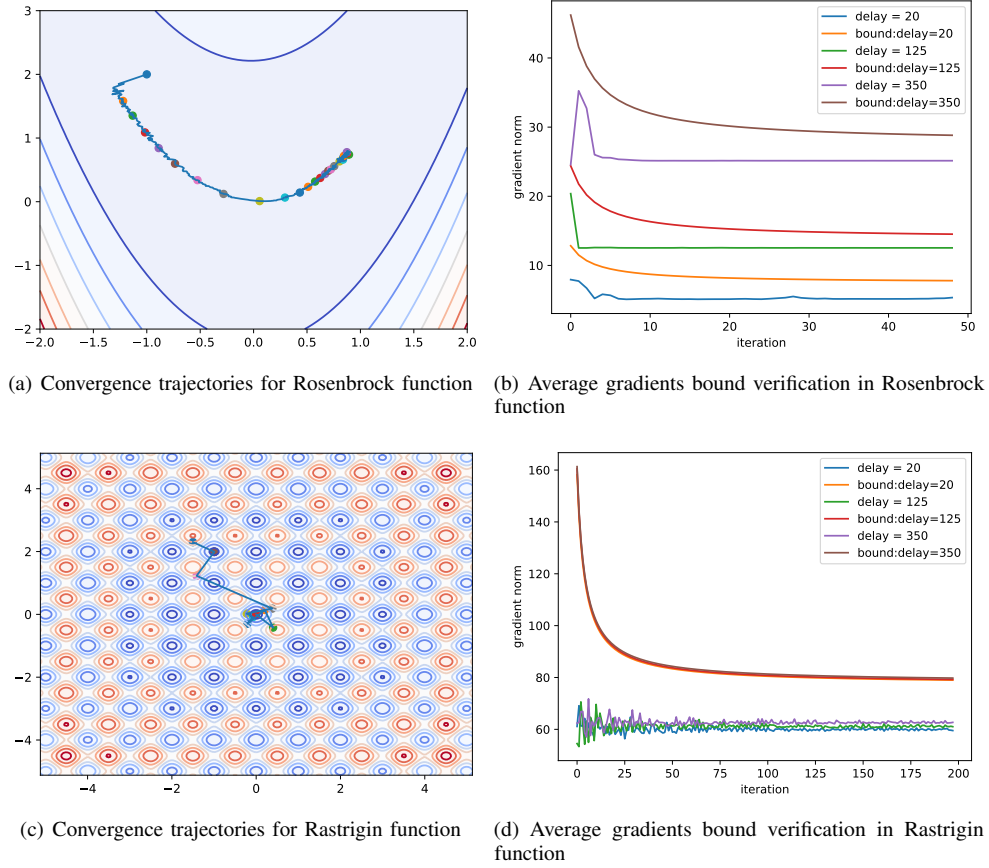 3
2
1
0
−1
−2
−2.0 −1.5 −1.0 −0.5 0.0 0.5 1.0 1.5 2.0
(a) Convergence trajectories for Rosenbrock function
gradient norm
40
30
20
10
0 10 20 30 40 50
iteration
delay = 20
bound:delay=20
delay = 125
bound:delay=125
delay = 350
bound:delay=350
(b) Average gradients bound verification in Rosenbrock
function
4
2
0
−2
−4
−4 −2 0 2 4
(c) Convergence trajectories for Rastrigin function
gradient norm
160
140
120
100
80
60
0 25 50 75 100 125 150 175 200
iteration
delay = 20
bound:delay=20
delay = 125
bound:delay=125
delay = 350
bound:delay=350
(d) Average gradients bound verification in Rastrigin
function